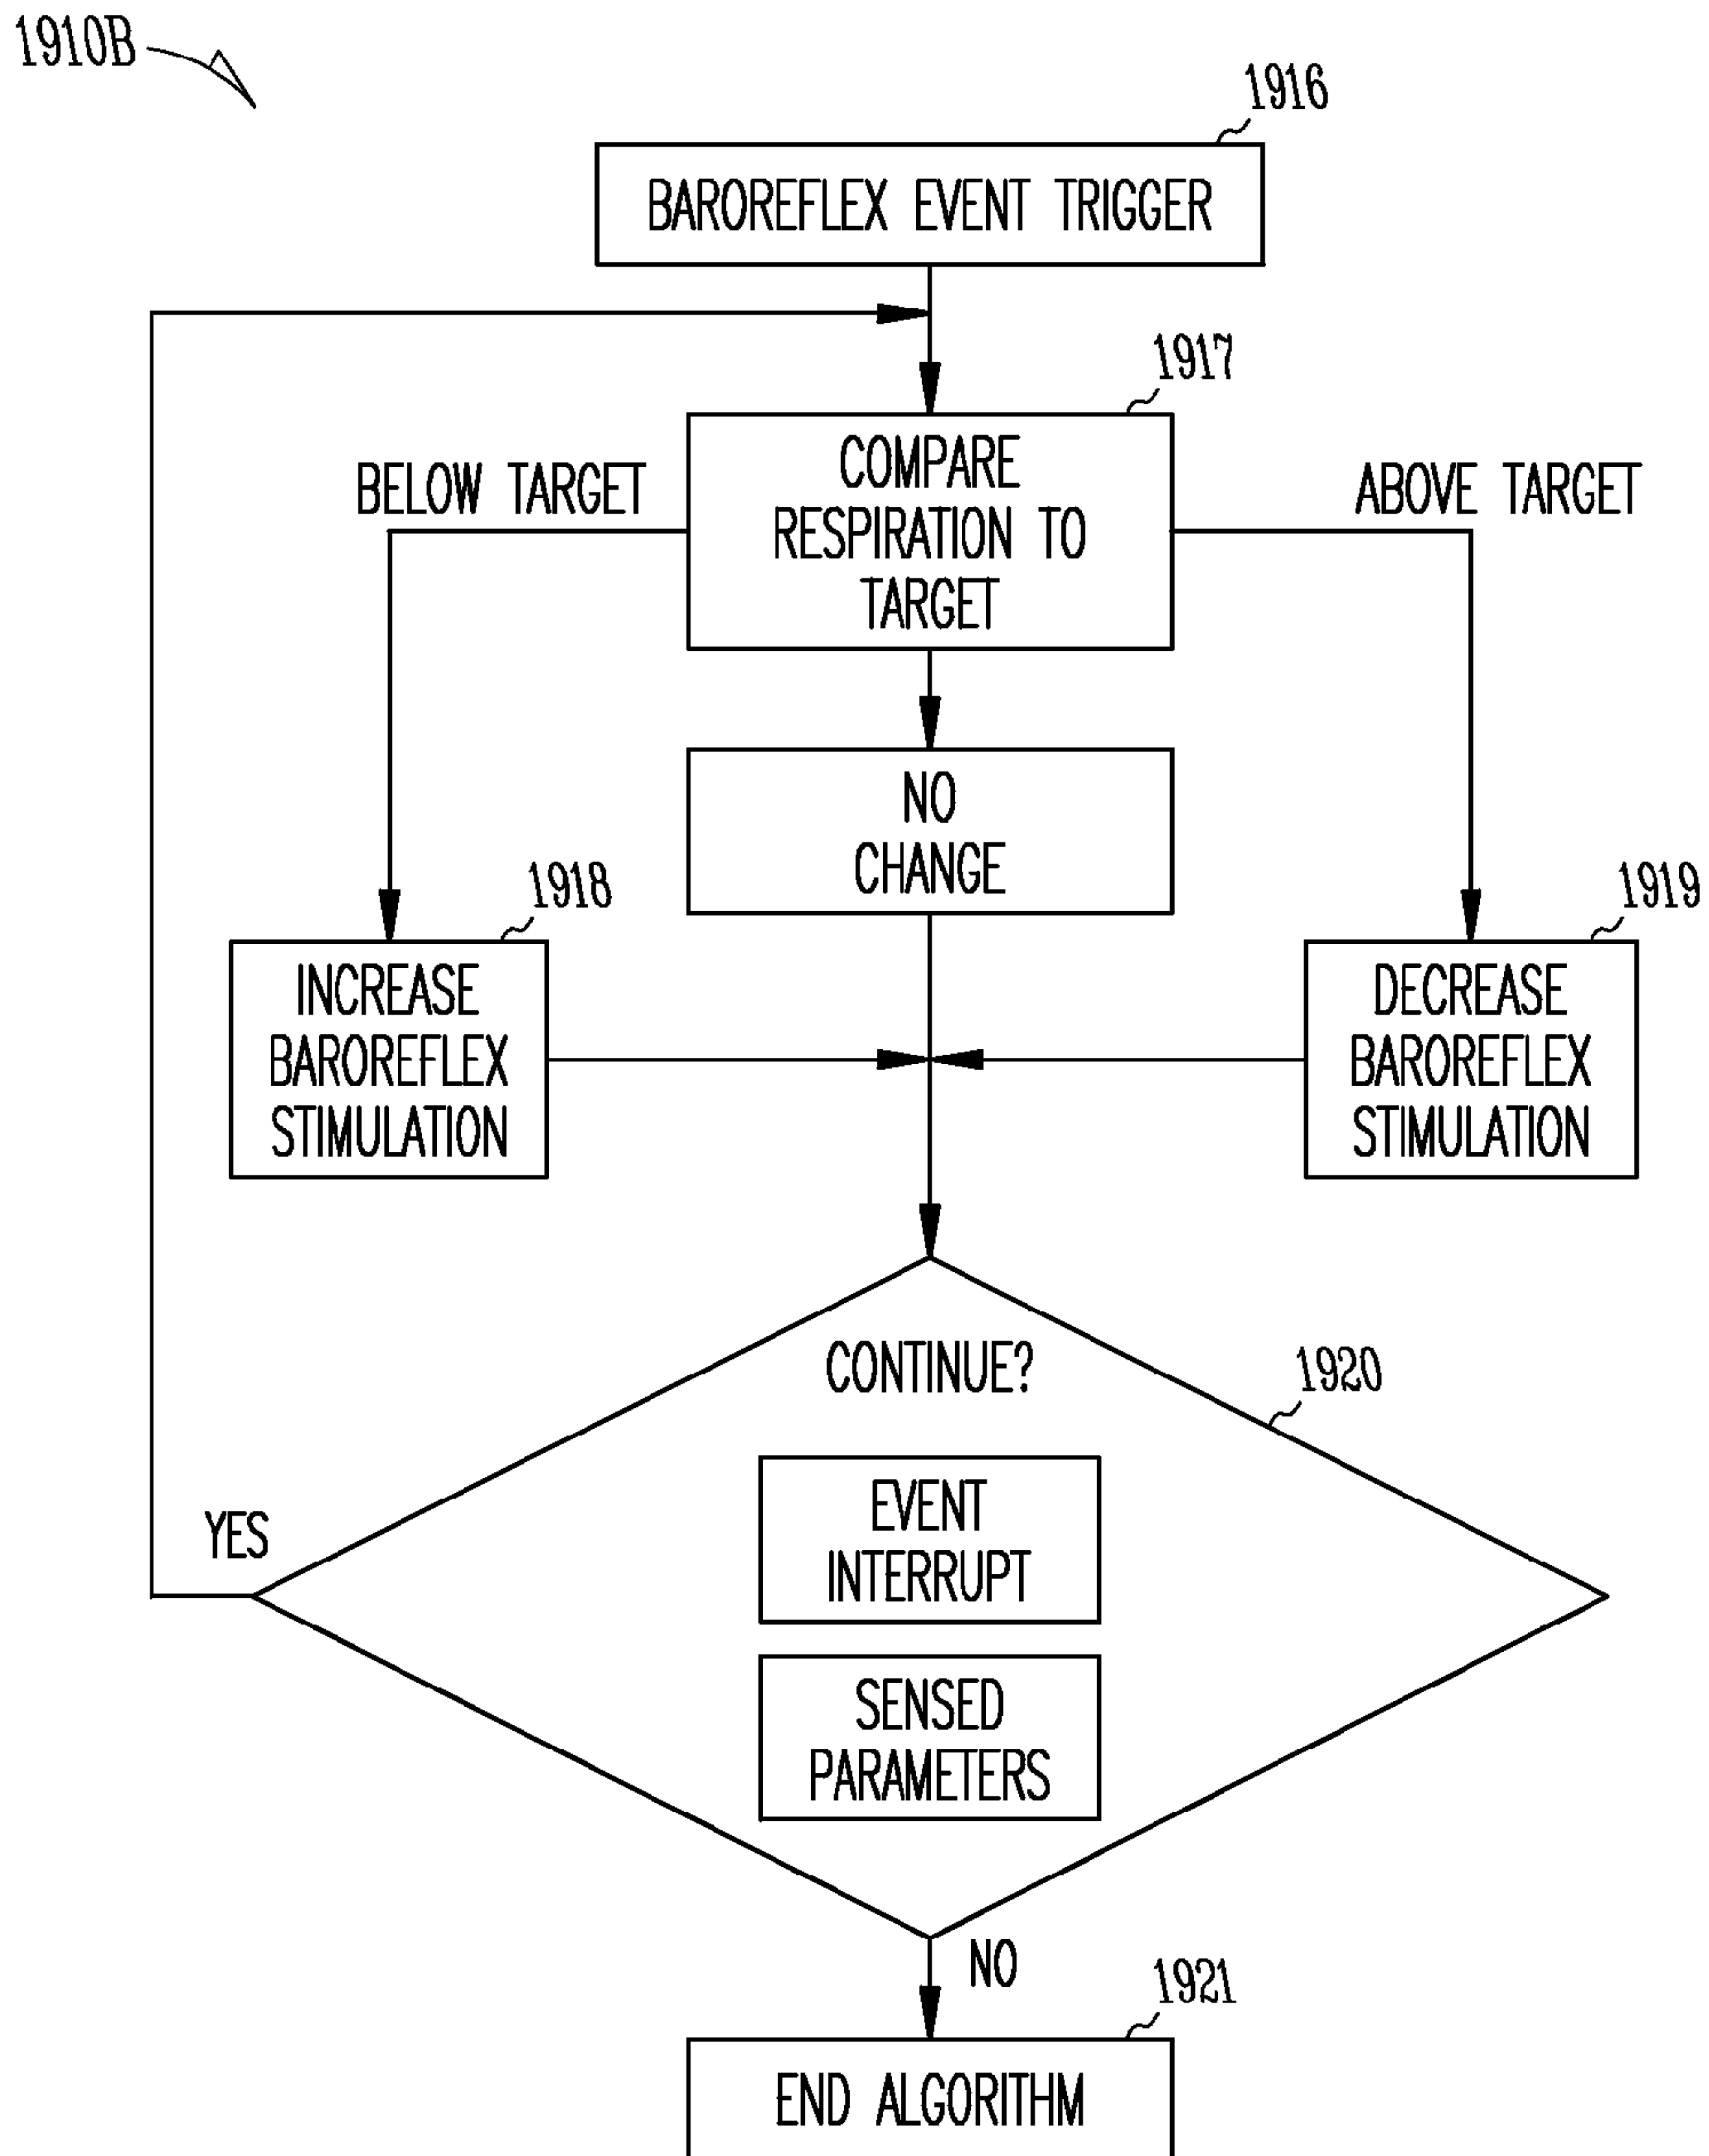 1910B
1916
BAROREFLEX EVENT TRIGGER
1917
BELOW TARGET
COMPARE
RESPIRATION TO
TARGET
ABOVE TARGET
NO
CHANGE
1918
INCREASE
BAROREFLEX
STIMULATION
1919
DECREASE
BAROREFLEX
STIMULATION
CONTINUE?
1920
EVENT
INTERRUPT
YES
SENSED
PARAMETERS
NO
1921
END ALGORITHM